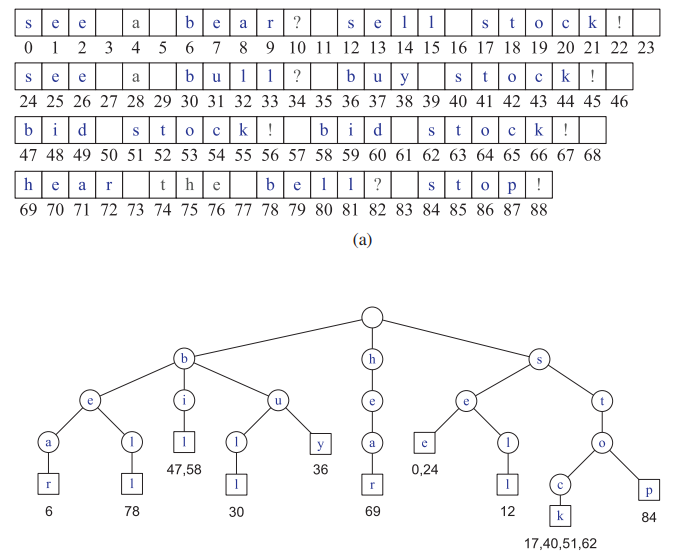 s e e a b e a r ? s e l l s t o c k !
0 1 2 3 4 5 6 7 8 9 10 11 12 13 14 15 16 17 18 19 20 21 22 23
s e e a b u l l ? b u y s t o c k !
24 25 26 27 28 29 30 31 32 33 34 35 36 37 38 39 40 41 42 43 44 45 46
b i d s t o c k ! b i d s t o c k !
47 48 49 50 51 52 53 54 55 56 57 58 59 60 61 62 63 64 65 66 67 68
h e a r t h e b e l l ? s t o p !
69 70 71 72 73 74 75 76 77 78 79 80 81 82 83 84 85 86 87 88
(a)
b h s
e i u e e t
a l l l y a e l o
47,58 36 0,24
r l l r l c p
6 78 30 69 12 84
k
17,40,51,62